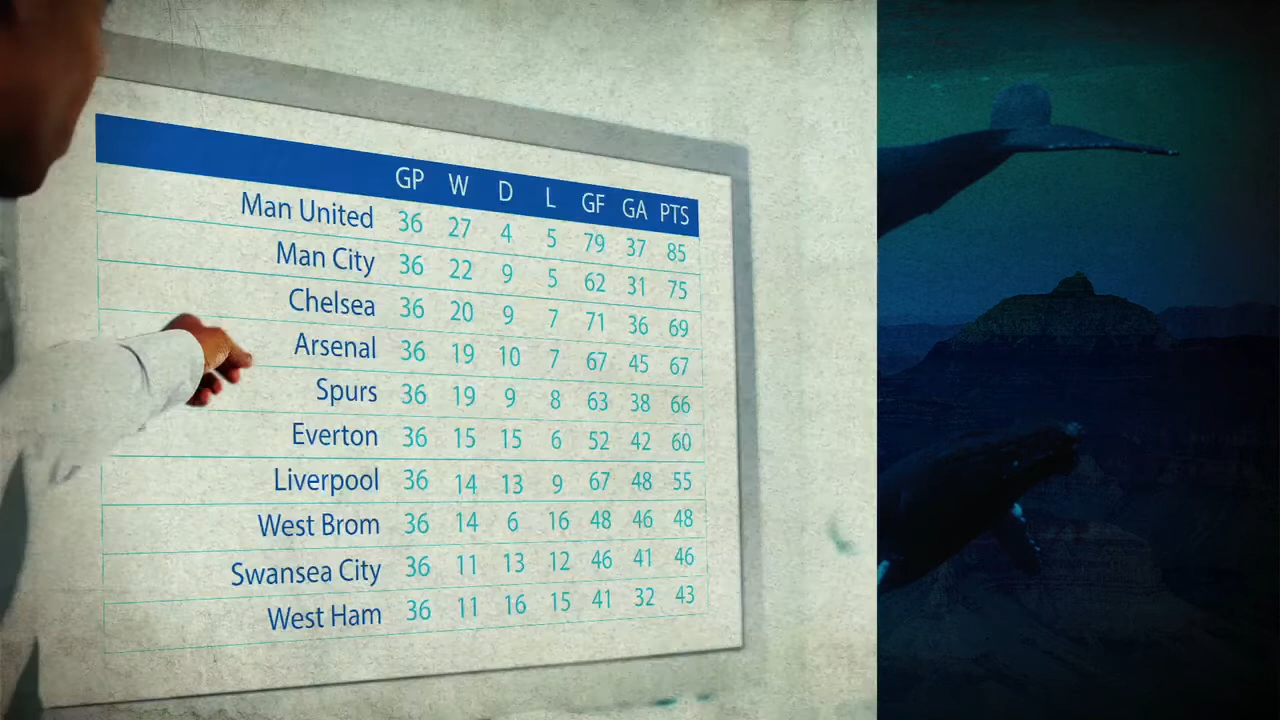 GP W D L GF GA PTS
Man United 36 27 4 5 79 37 85
Man City 36 22 9 5 62 31 75
Chelsea 36 20 9 7 71 36 69
Arsenal 36 19 10 7 67 45 67
Spurs 36 19 9 8 63 38 66
Everton 36 15 15 6 52 42 60
Liverpool 36 14 13 9 67 48 55
West Brom 36 14 6 16 48 46 48
Swansea City 36 11 13 12 46 41 46
West Ham 36 11 16 15 41 32 43